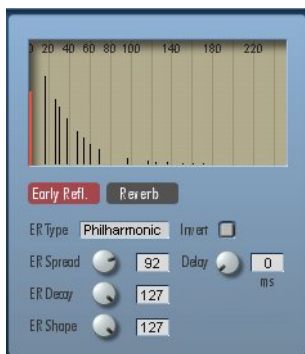 0 20 40 60 80 100 140 180 220
Early Refl. Reverb
ER Type Philharmonic Invert
ER Spread 92 Delay 0
ms
ER Decay 127
ER Shape 127